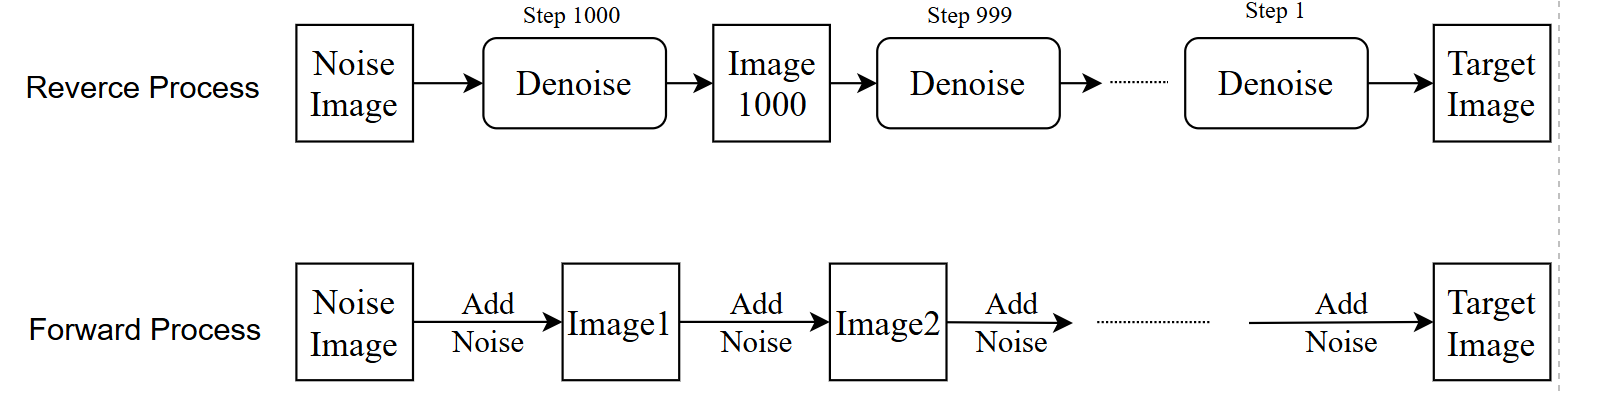 Step 1000
Step 999
Step 1
Reverce Process
Noise
Image
Denoise
Image
1000
Denoise
Denoise
Target
Image
Forward Process
Noise
Image
Add
Noise
Image1
Add
Noise
Image2
Add
Noise
Add
Noise
Target
Image